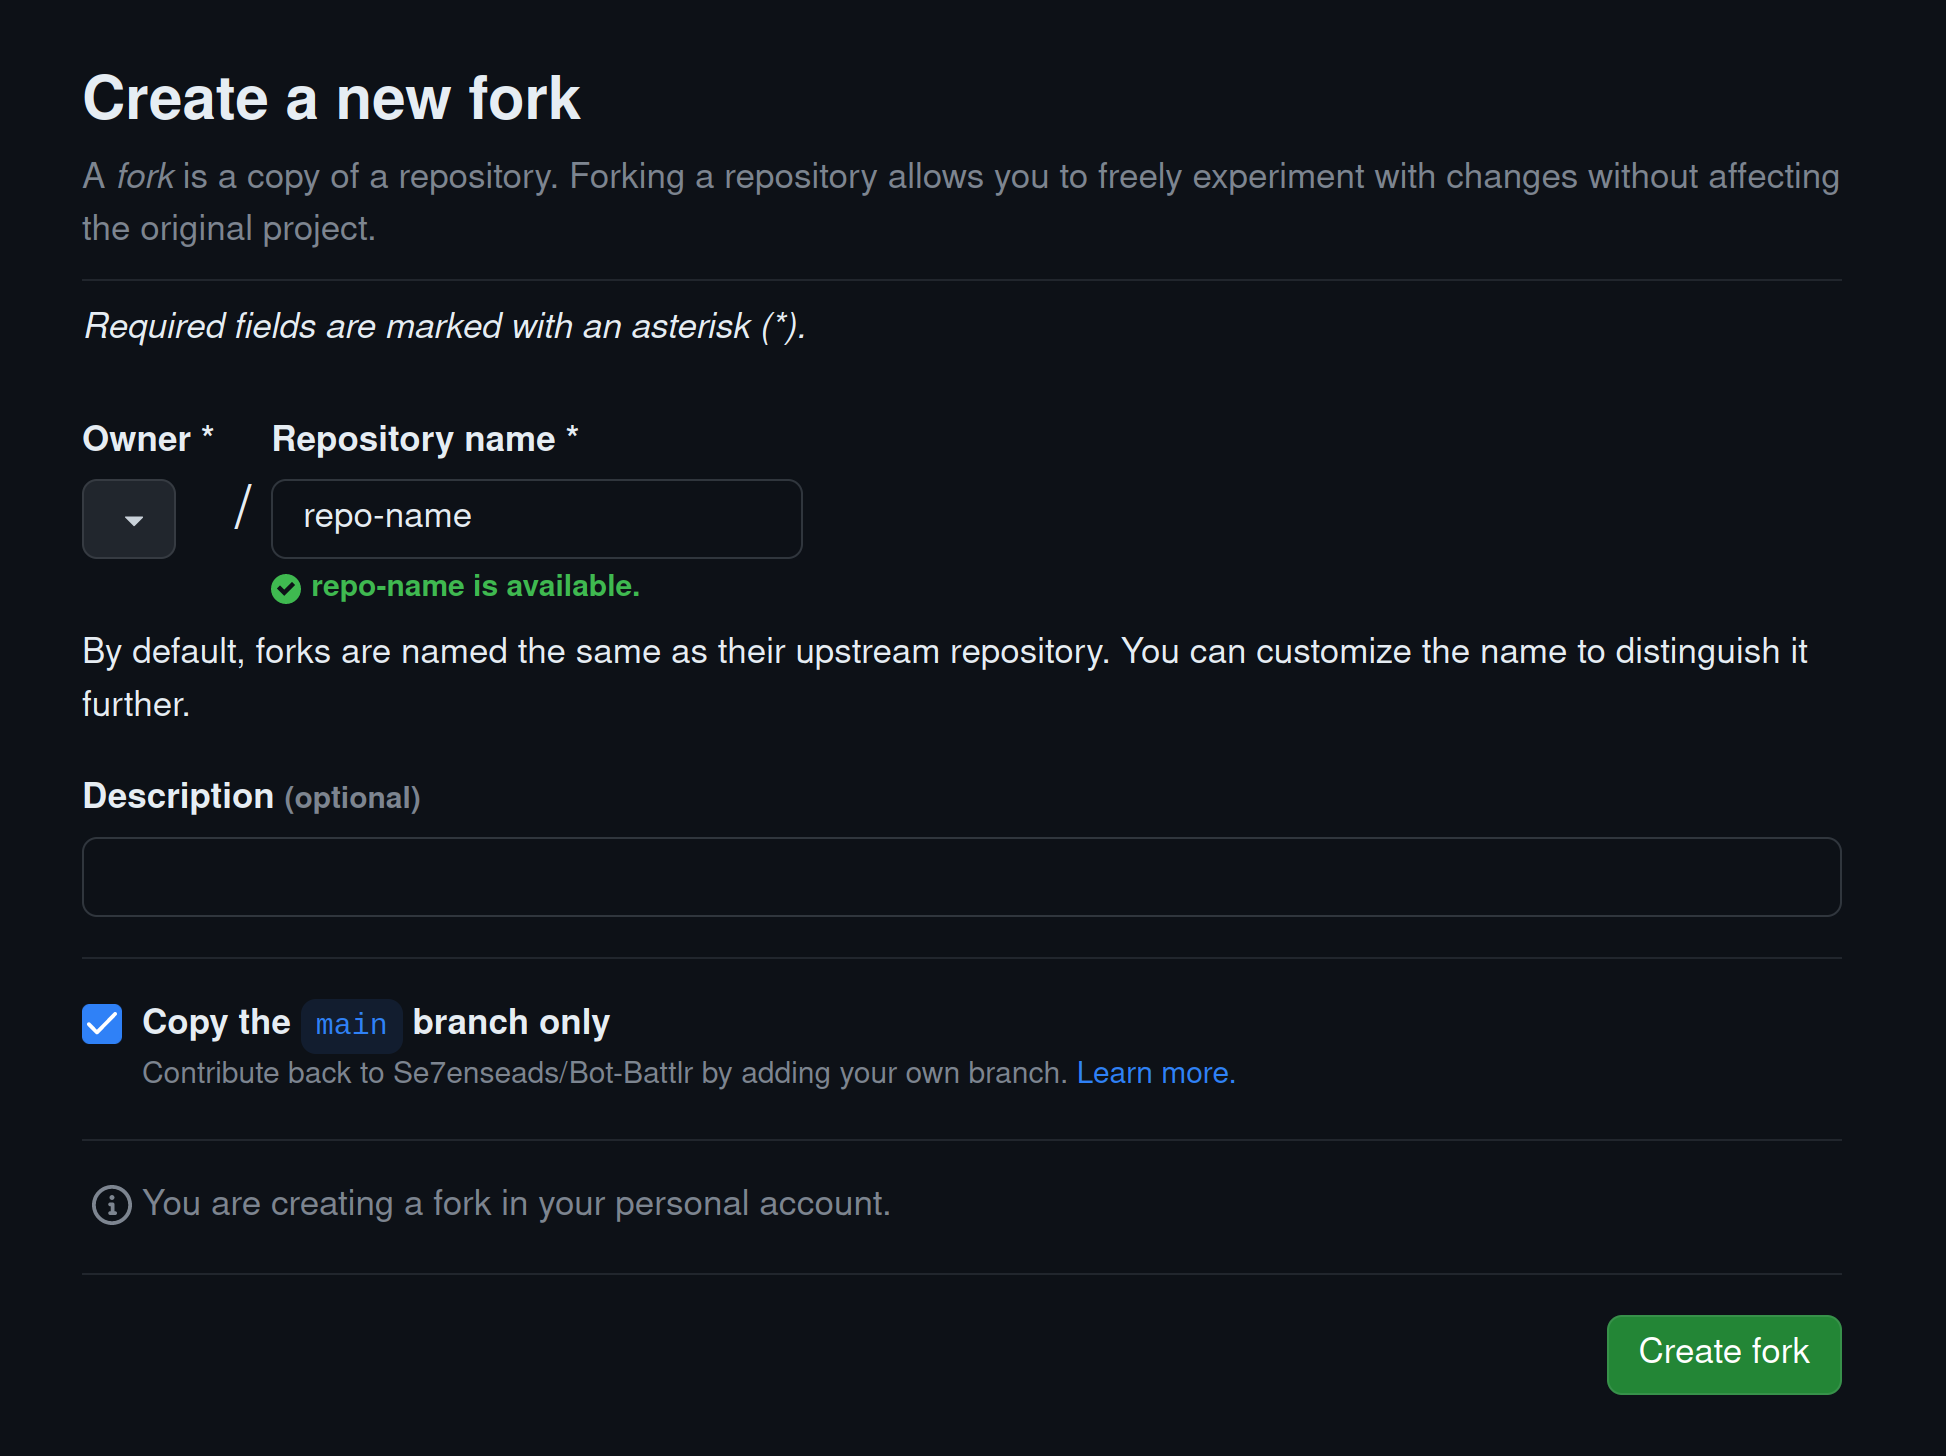 Create a new fork
A fork is a copy of a repository. Forking a repository allows you to freely experiment with changes without affecting
the original project.
Required fields are marked with an asterisk (*).
Owner * Repository name *
/ repo-name
repo-name is available.
By default, forks are named the same as their upstream repository. You can customize the name to distinguish it
further.
Description (optional)
Copy the main branch only
Contribute back to Se7enseads/Bot-Battlr by adding your own branch. Learn more.
You are creating a fork in your personal account.
Create fork